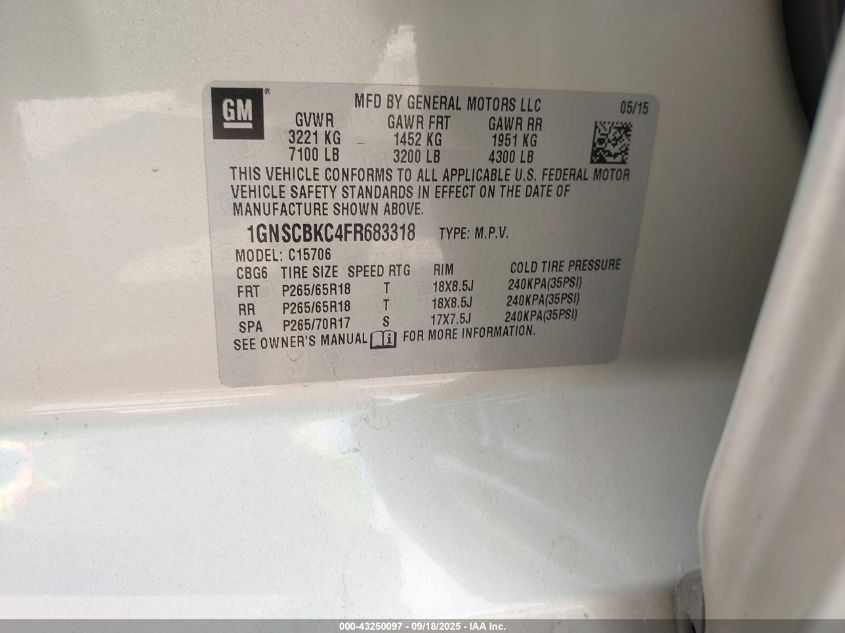 GM®
MFD BY GENERAL MOTORS LLC 05/15
GVWR GAWR FRT GAWR RR
3221 KG 1452 KG 1951 KG
7100 LB 3200 LB 4300 LB
THIS VEHICLE CONFORMS TO ALL APPLICABLE U.S. FEDERAL MOTOR
VEHICLE SAFETY STANDARDS IN EFFECT ON THE DATE OF
MANUFACTURE SHOWN ABOVE.
1GNSCBKC4FR683318 TYPE: M.P.V.
MODEL: C15706
CBG6 TIRE SIZE SPEED RTG RIM COLD TIRE PRESSURE
FRT P265/65R18 T 18X8.5J 240KPA(35PSI)
RR P265/65R18 T 18X8.5J 240KPA(35PSI)
SPA P265/70R17 S 17X7.5J 240KPA(35PSI)
SEE OWNER'S MANUAL i FOR MORE INFORMATION.
000-43250097 - 09/18/2025 - IAA Inc.